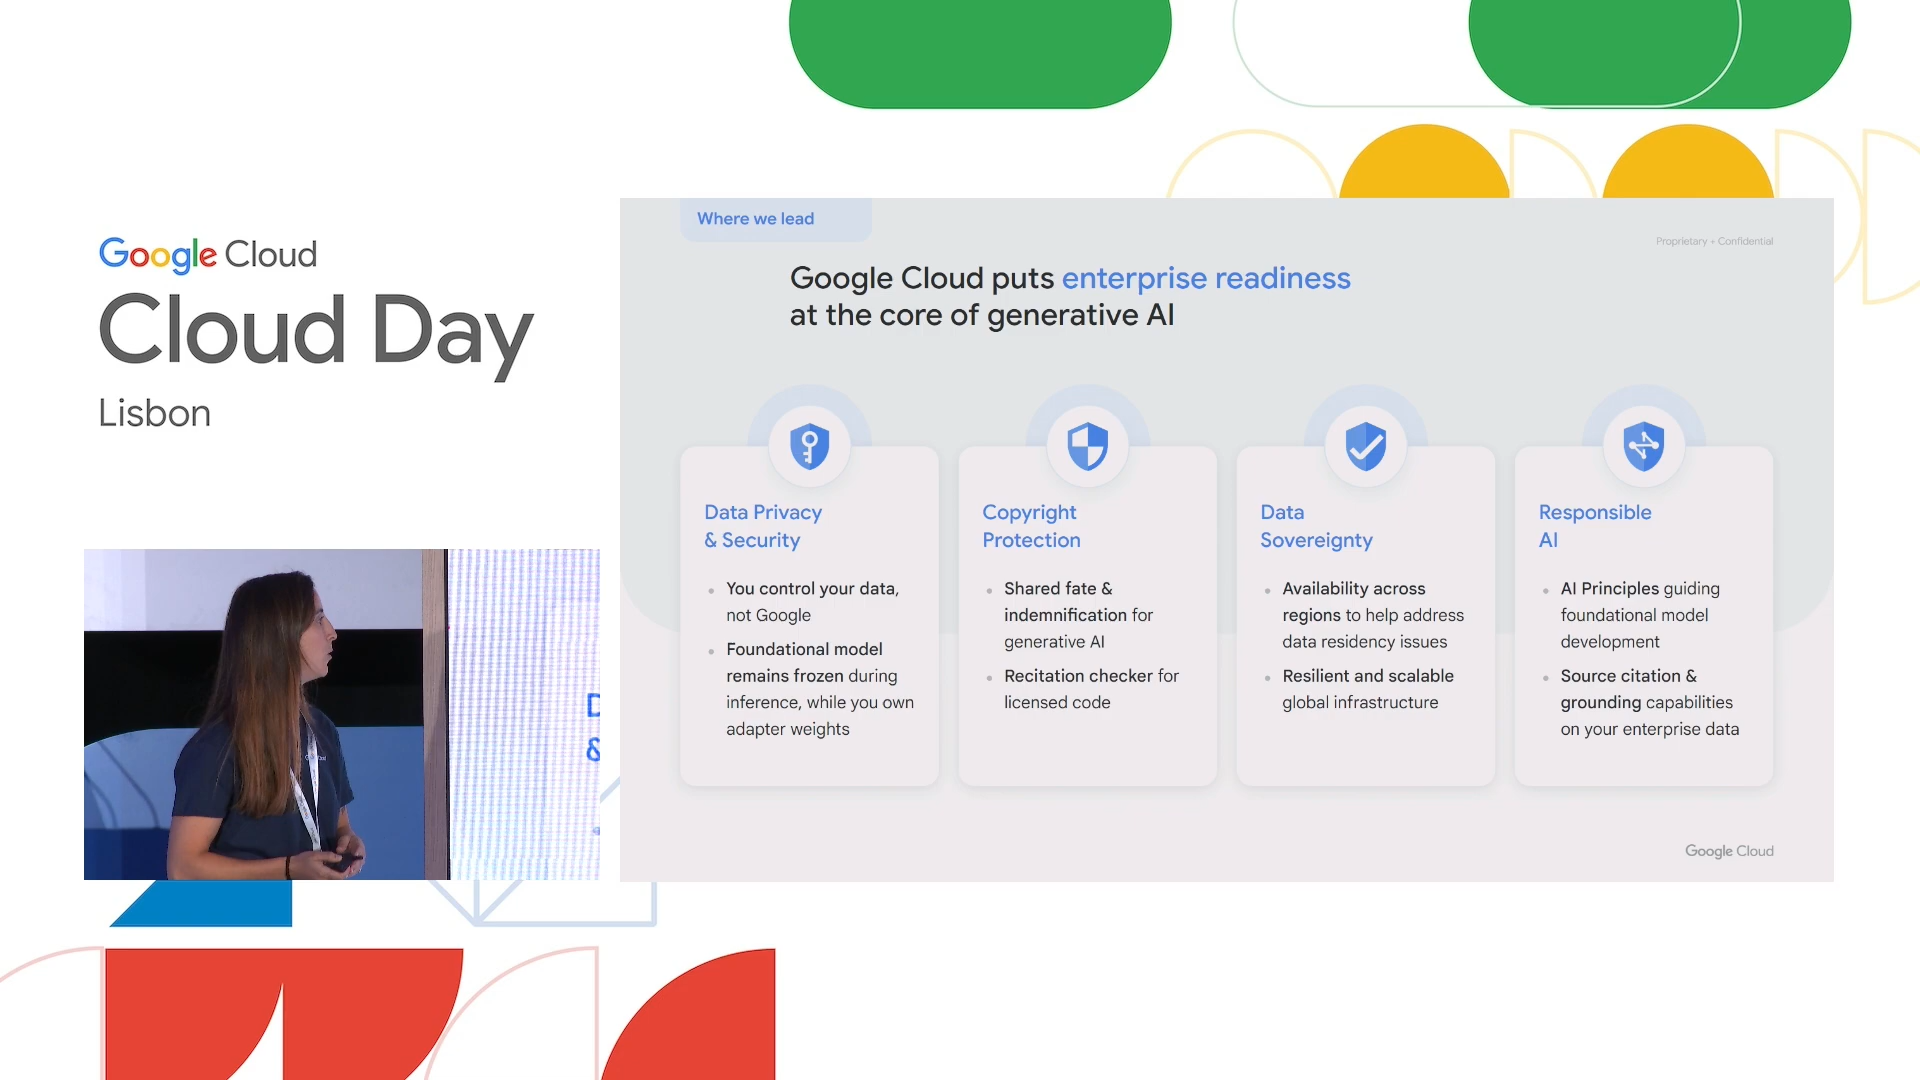 Google Cloud
Cloud Day
Lisbon
Where we lead
Proprietary + Confidential
Google Cloud puts enterprise readiness
at the core of generative AI
Data Privacy
& Security
• You control your data,
not Google
• Foundational model
remains frozen during
inference, while you own
adapter weights
Copyright
Protection
• Shared fate &
indemnification for
generative AI
• Recitation checker for
licensed code
Data
Sovereignty
• Availability across
regions to help address
data residency issues
• Resilient and scalable
global infrastructure
Responsible
AI
• AI Principles guiding
foundational model
development
• Source citation &
grounding capabilities
on your enterprise data
Google Cloud
D
&